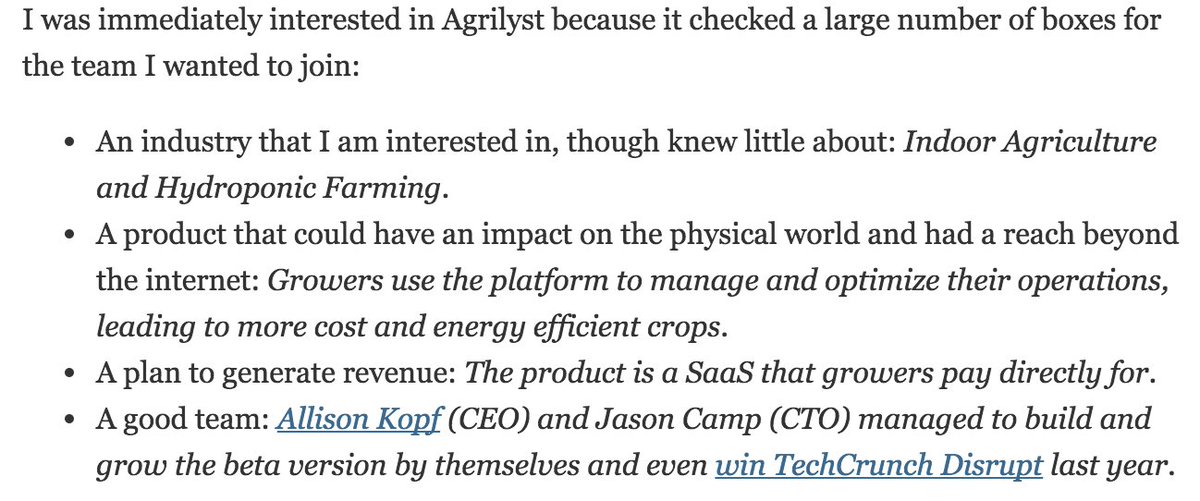 I was immediately interested in Agrilyst because it checked a large number of boxes for
the team I wanted to join:
• An industry that I am interested in, though knew little about: Indoor Agriculture
and Hydroponic Farming.
• A product that could have an impact on the physical world and had a reach beyond
the internet: Growers use the platform to manage and optimize their operations,
leading to more cost and energy efficient crops.
• A plan to generate revenue: The product is a SaaS that growers pay directly for.
• A good team: Allison Kopf (CEO) and Jason Camp (CTO) managed to build and
grow the beta version by themselves and even win TechCrunch Disrupt last year.